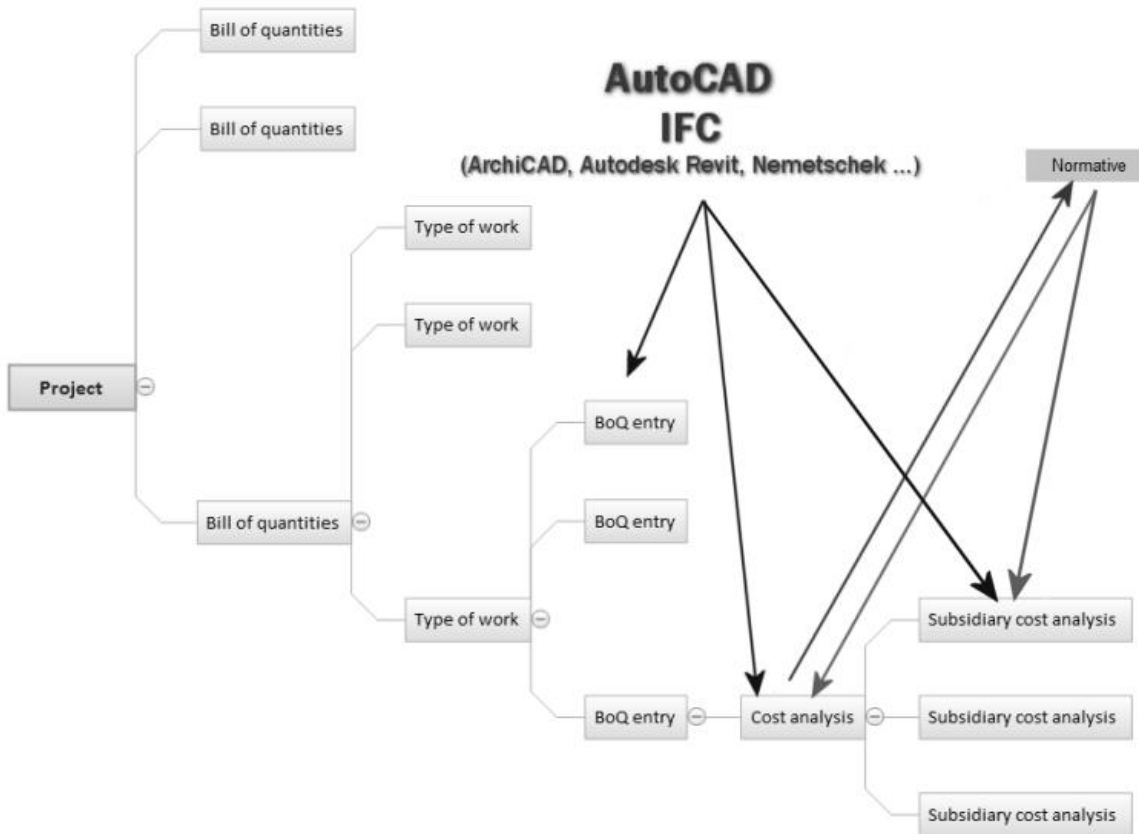 Bill of quantities
Bill of quantities
AutoCAD
IFC
(ArchiCAD, Autodesk Revit, Nemetschek ...)
Normative
Type of work
Type of work
Project
BoQ entry
Bill of quantities
BoQ entry
Type of work
Subsidiary cost analysis
BoQ entry
Cost analysis
Subsidiary cost analysis
Subsidiary cost analysis